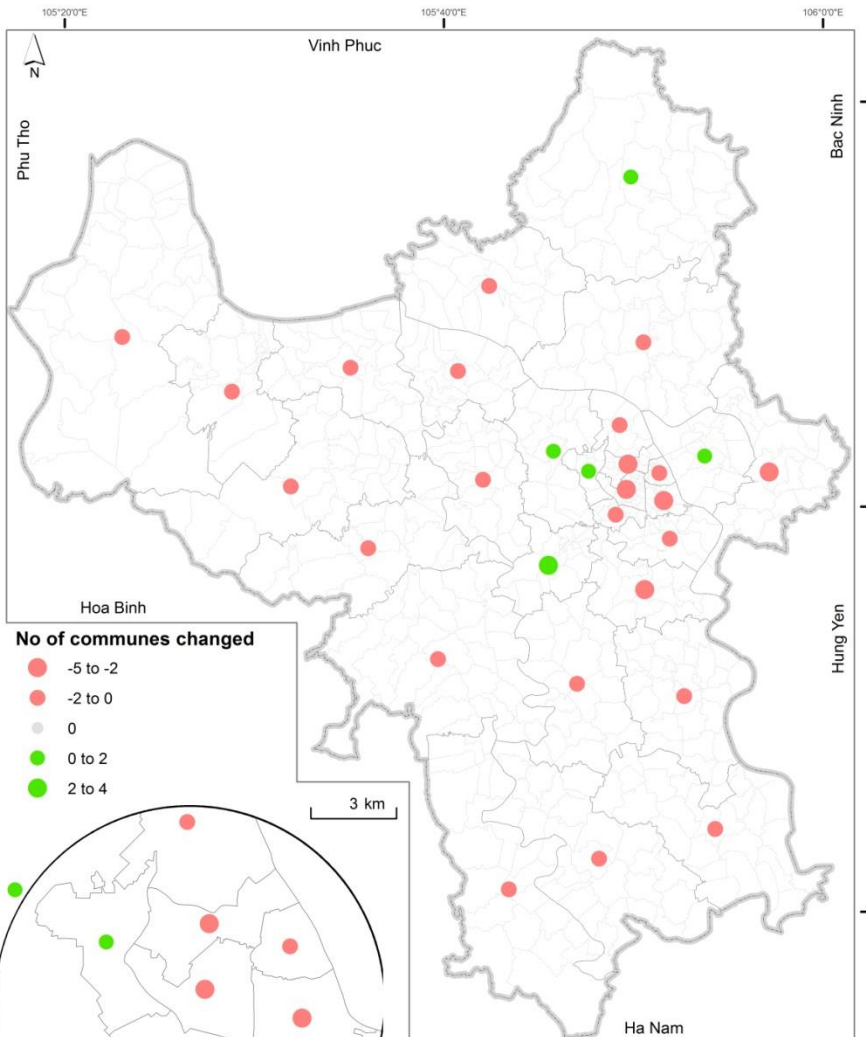 105°20'0"E
105°40'0"E
106°0'0"E
N
Vinh Phuc
Phu Tho
Bac Ninh
Hoa Binh
Hung Yen
No of communes changed
-5 to -2
-2 to 0
0
0 to 2
2 to 4
3 km
Ha Nam